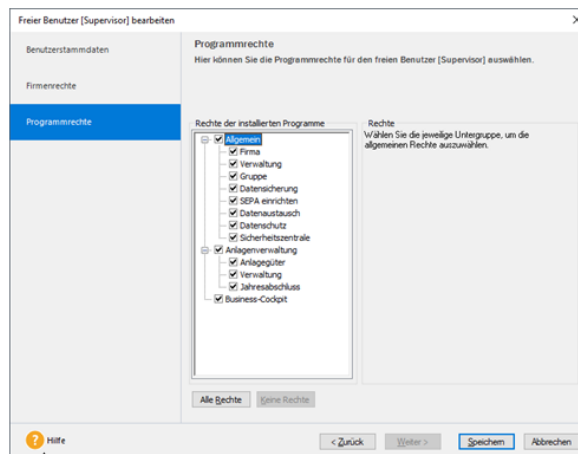 Freier Benutzer [Supervisor] bearbeiten
Benutzerstammdaten
Firmenrechte
Programmrechte
Programmrechte
Hier können Sie die Programmrechte für den freien Benutzer [Supervisor] auswählen.
Rechte der installierten Programme
Allgemein
Firma
Verwaltung
Gruppe
Datensicherung
SEPA einrichten
Datenaustausch
Datenschutz
Sicherheitszentrale
Anlagenverwaltung
Anlagegüter
Verwaltung
Jahresabschluss
Business-Cockpit
Rechte
Wählen Sie die jeweilige Untergruppe, um die
allgemeinen Rechte auszuwählen.
Alle Rechte
Keine Rechte
Hilfe
< Zurück
Weiter >
Speichern
Abbrechen